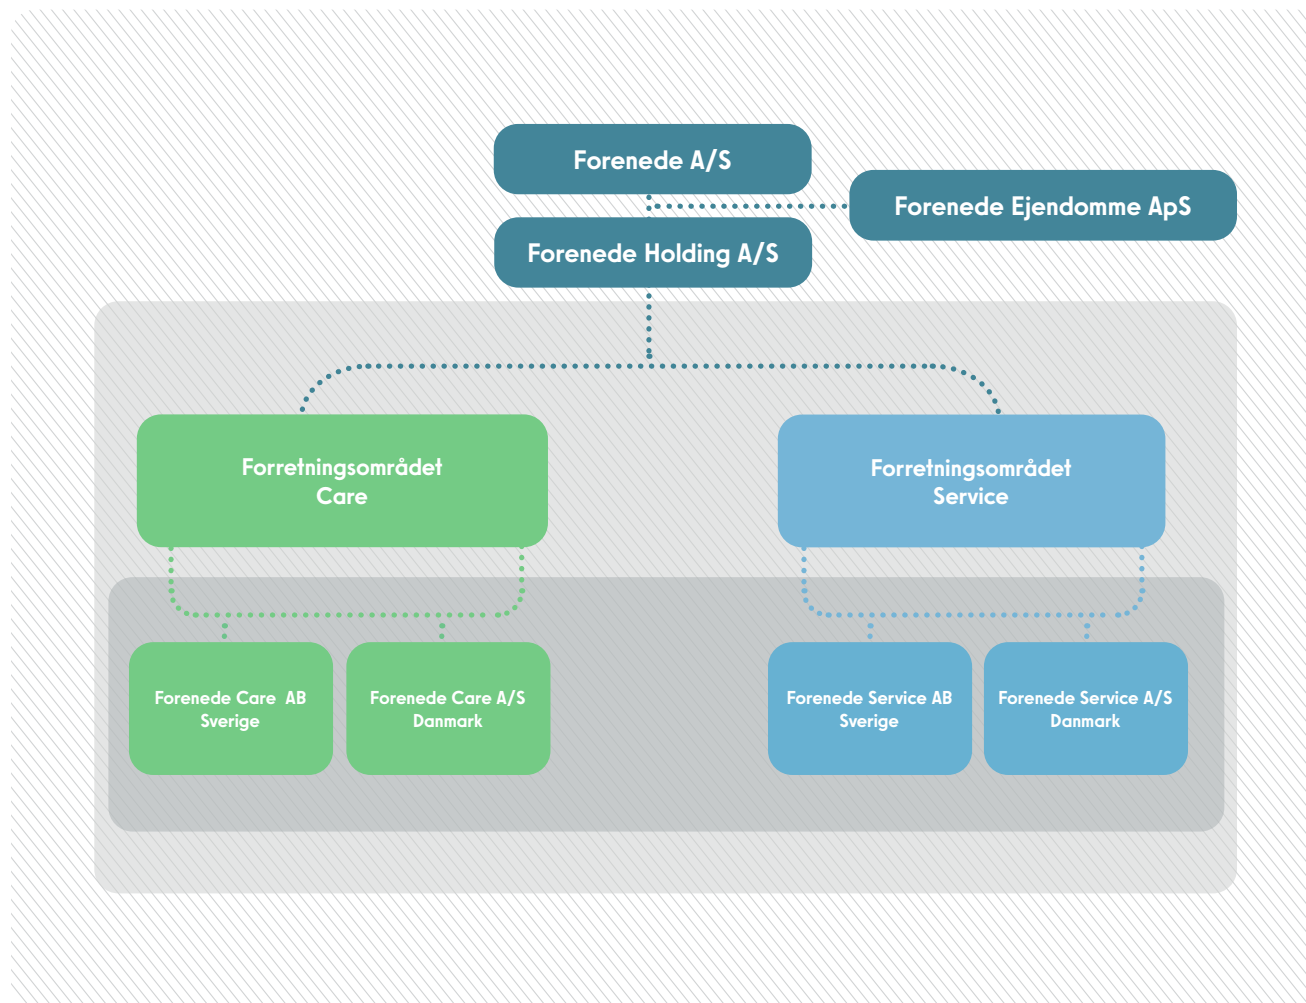 Forenede A/S
Forenede Ejendomme ApS
Forenede Holding A/S
Forretningsområdet
Care
Forretningsområdet
Service
Forenede Care AB
Sverige
Forenede Care A/S
Danmark
Forenede Service AB
Sverige
Forenede Service A/S
Danmark